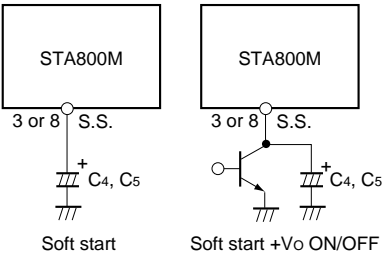 STA800M
3 or 8 S.S.
+
C4, C5
Soft start
STA800M
3 or 8 S.S.
+
C4, C5
Soft start +VO ON/OFF